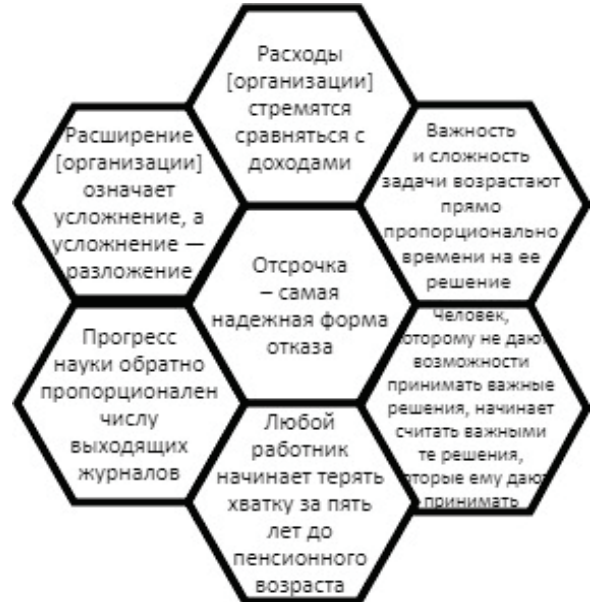 Расходы
[организации]
стремятся
сравняться с
доходами
Расширение
[организации]
означает
усложнение, а
усложнение —
разложение
Важность
и сложность
задачи возрастают
прямо
пропорционально
времени на ее
решение
Отсрочка
– самая
надежная форма
отказа
Прогресс
науки обратно
пропорционален
числу
выходящих
журналов
Человек,
которому не дают
возможности
принимать важные
решения, начинает
считать важными
те решения,
которые ему дают
принимать
Любой
работник
начинает терять
хватку за пять
лет до
пенсионного
возраста